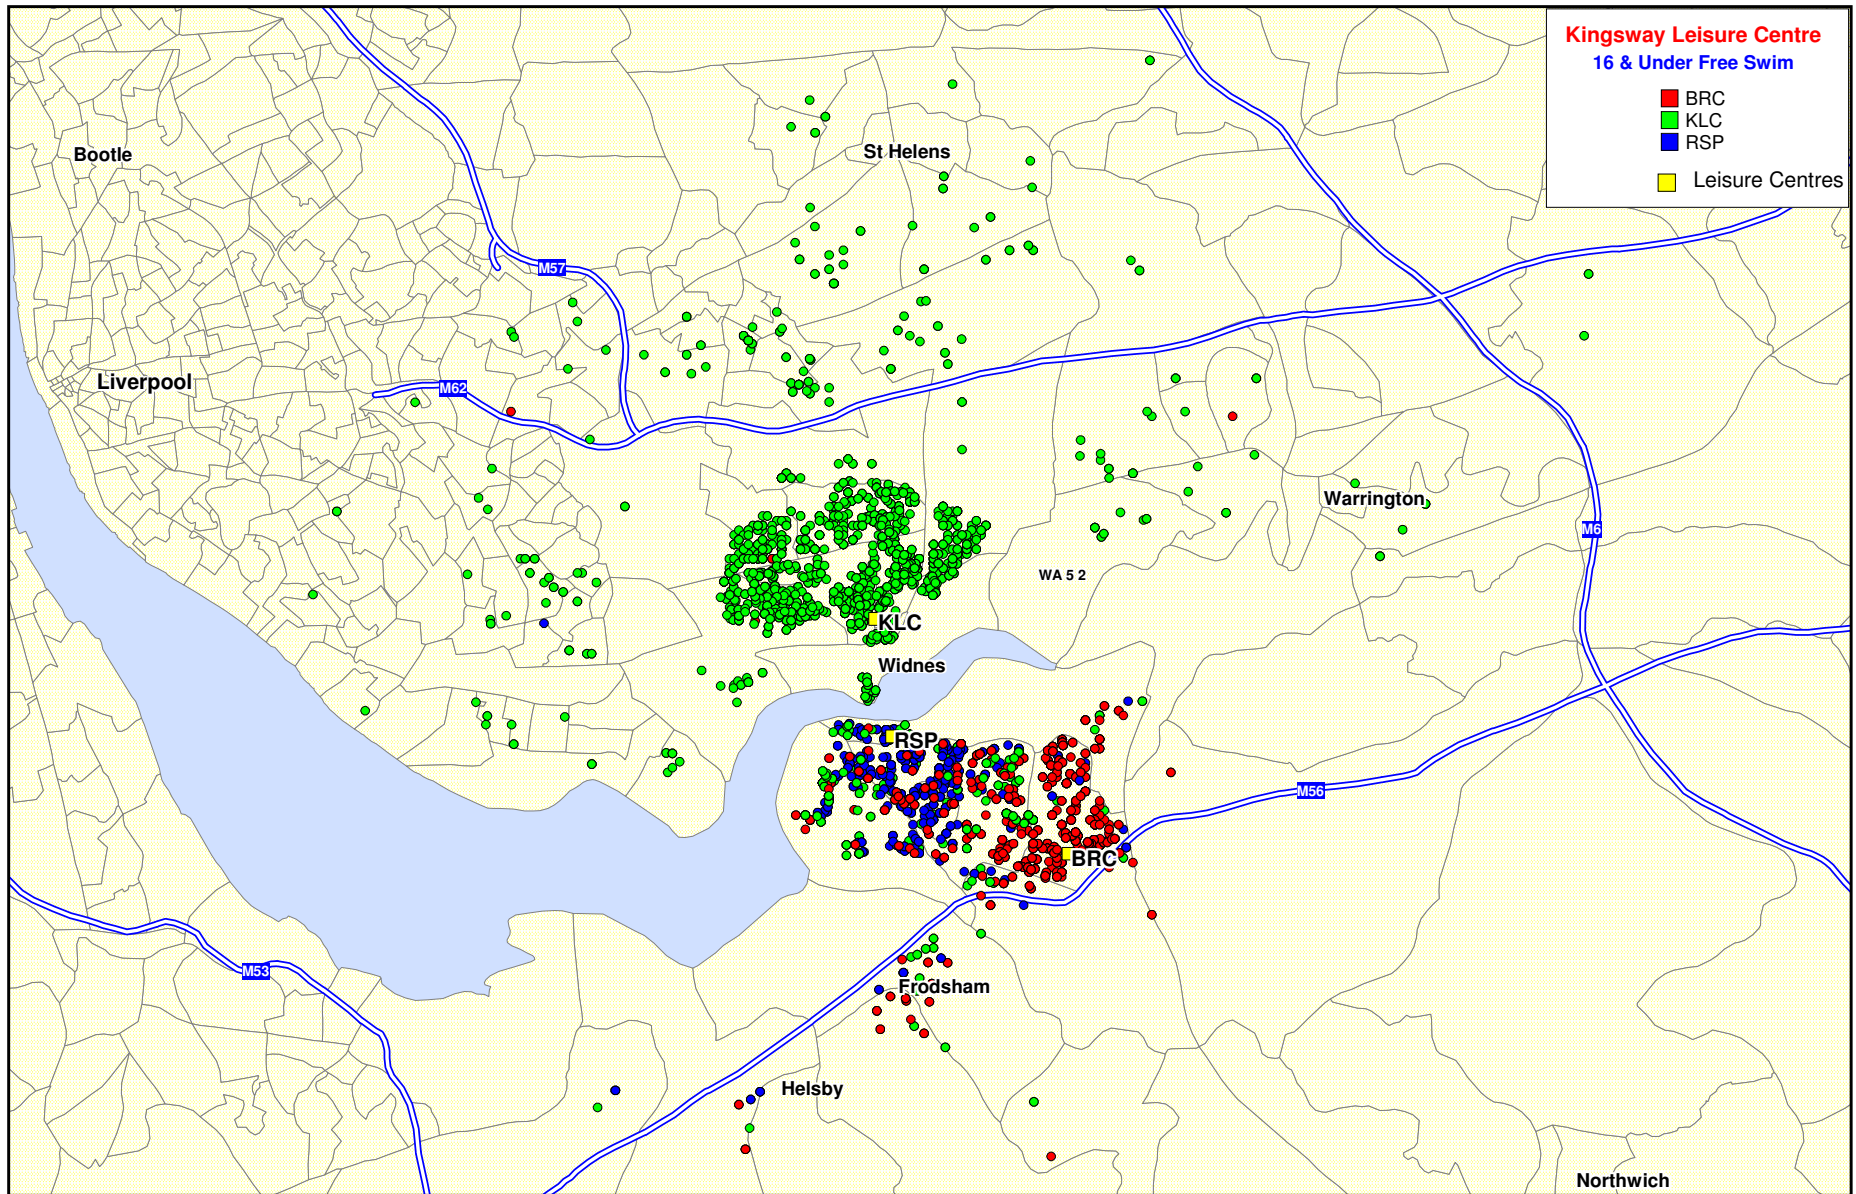 Kingsway Leisure Centre
16 & Under Free Swim
BRC
KLC
RSP
Leisure Centres
Bootle
St Helens
M57
Liverpool
M62
Warrington
M6
WA 5 2
KLC
Widnes
RSP
M56
BRC
M53
Frodsham
Helsby
Northwich